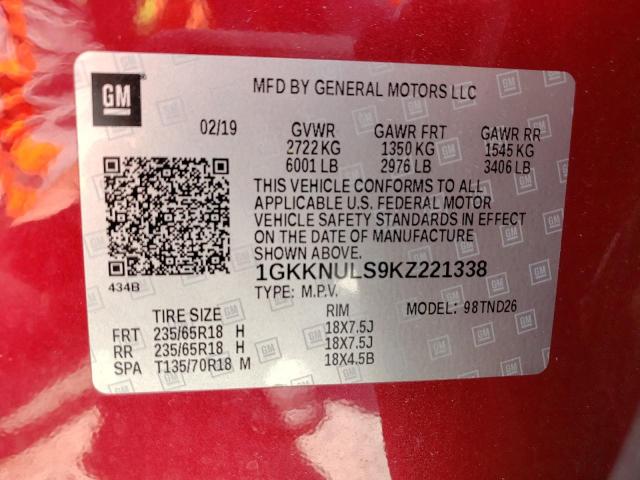 GM
MFD BY GENERAL MOTORS LLC
02/19 GVWR GAWR FRT GAWR RR
2722 KG 1350 KG 1545 KG
6001 LB 2976 LB 3406 LB
THIS VEHICLE CONFORMS TO ALL
APPLICABLE U.S. FEDERAL MOTOR
VEHICLE SAFETY STANDARDS IN EFFECT
ON THE DATE OF MANUFACTURE
SHOWN ABOVE.
434B 1GKKNULS9KZ221338
TYPE: M.P.V. MODEL: 98TND26
TIRE SIZE RIM
FRT 235/65R18 H 18X7.5J
RR 235/65R18 H 18X7.5J
SPA T135/70R18 M 18X4.5B